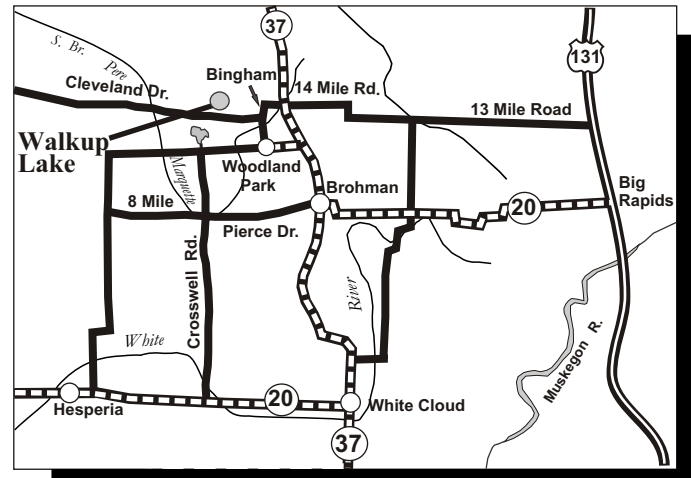 37
131
S. Br. Pere
Marquette
Bingham
Cleveland Dr.
14 Mile Rd.
13 Mile Road
Walkup
Lake
Woodland
Park
Brohman
Big
Rapids
8 Mile
20
Pierce Dr.
Crosswell Rd.
River
White
Muskegon R.
Hesperia
20
White Cloud
37